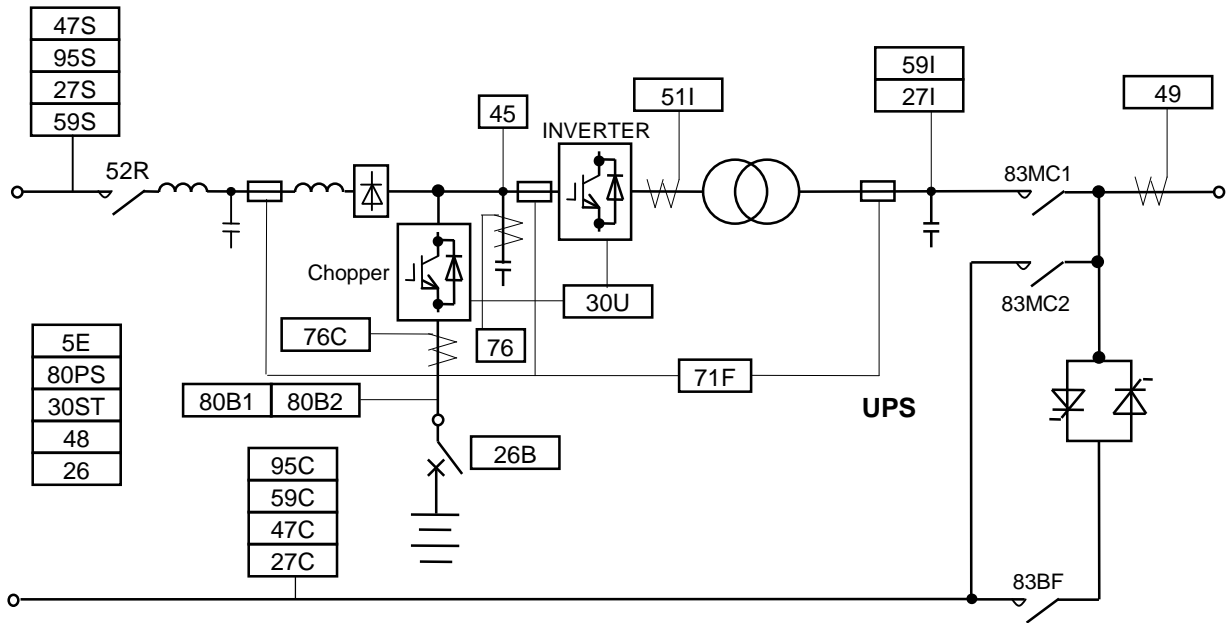 47S
95S
27S
59S
52R
45
INVERTER
51I
59I
27I
49
83MC1
Chopper
30U
83MC2
76C
76
71F
80B1 80B2
UPS
26B
5E
80PS
30ST
48
26
95C
59C
47C
27C
83BF